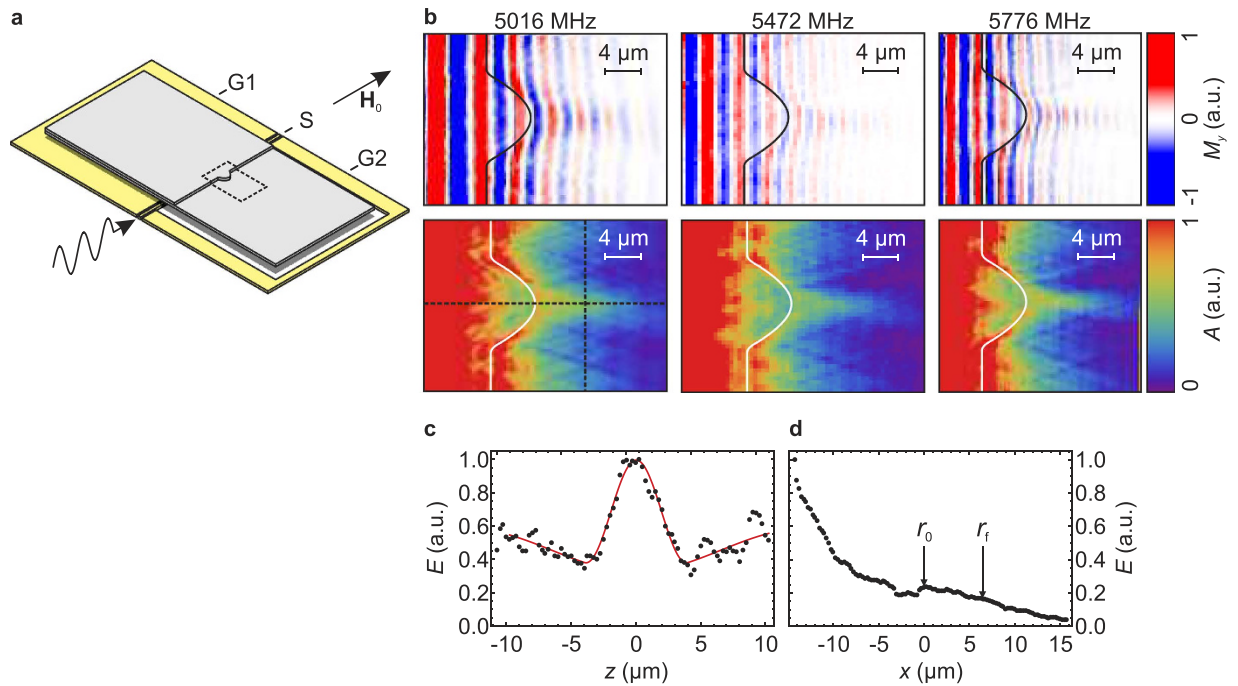 a
G1
S
G2
H₀
b
5016 MHz
5472 MHz
5776 MHz
4 µm
4 µm
4 µm
1
0
-1
My (a.u.)
4 µm
4 µm
4 µm
1
0
A (a.u.)
c
1.0
0.8
0.6
0.4
0.2
0.0
E (a.u.)
-10 -5 0 5 10
z (µm)
d
r₀
rf
1.0
0.8
0.6
0.4
0.2
0.0
E (a.u.)
-10 -5 0 5 10 15
x (µm)